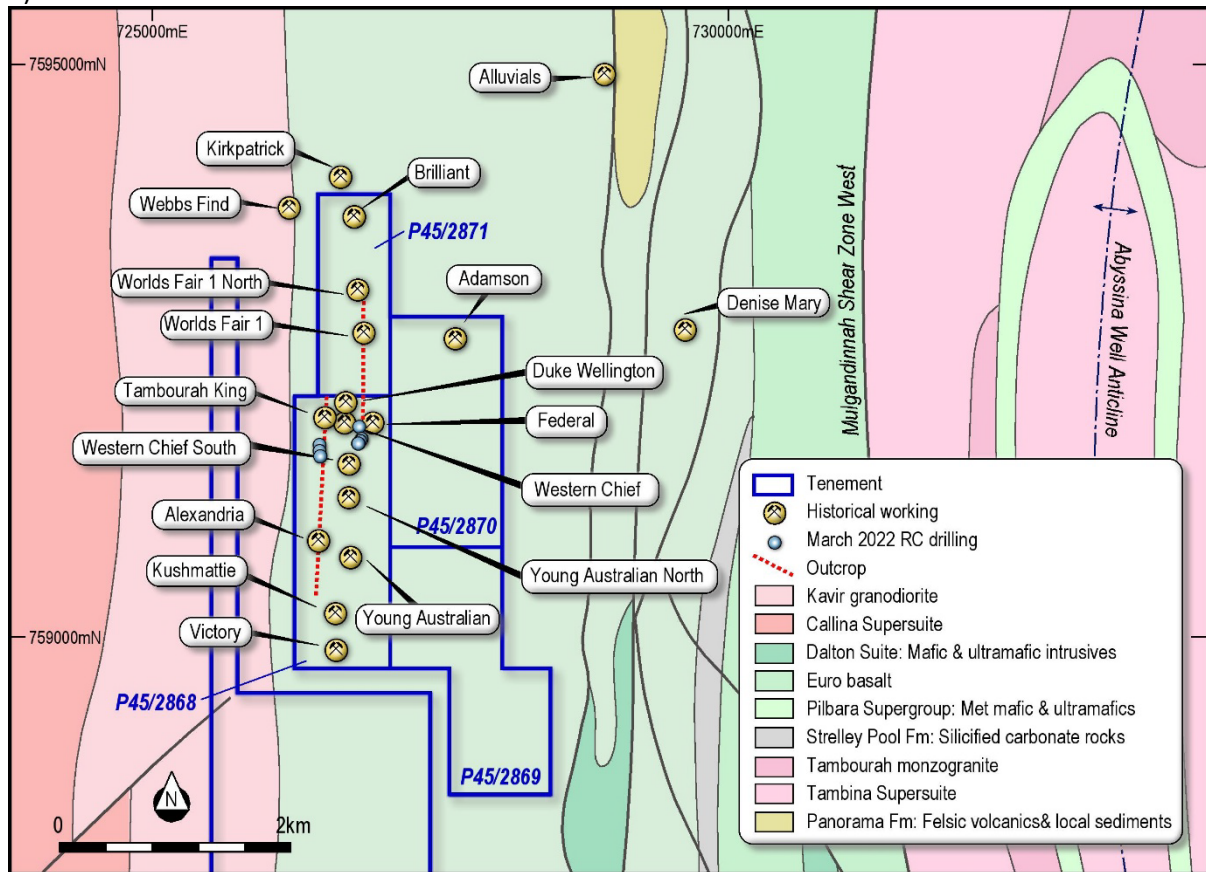 725000mE
730000mE
7595000mN
Alluvials
Kirkpatrick
Brilliant
Webbs Find
P45/2871
Worlds Fair 1 North
Adamson
Denise Mary
Worlds Fair 1
Duke Wellington
Tambourah King
Federal
Western Chief South
Western Chief
Alexandria
P45/2870
Kushmattie
Young Australian North
Young Australian
Victory
759000mN
P45/2868
P45/2869
Mulgandinnah Shear Zone West
Abyssina Well Anticline
N
0 2km
Tenement
Historical working
March 2022 RC drilling
Outcrop
Kavir granodiorite
Callina Supersuite
Dalton Suite: Mafic & ultramafic intrusives
Euro basalt
Pilbara Supergroup: Met mafic & ultramafics
Strelley Pool Fm: Silicified carbonate rocks
Tambourah monzogranite
Tambina Supersuite
Panorama Fm: Felsic volcanics& local sediments